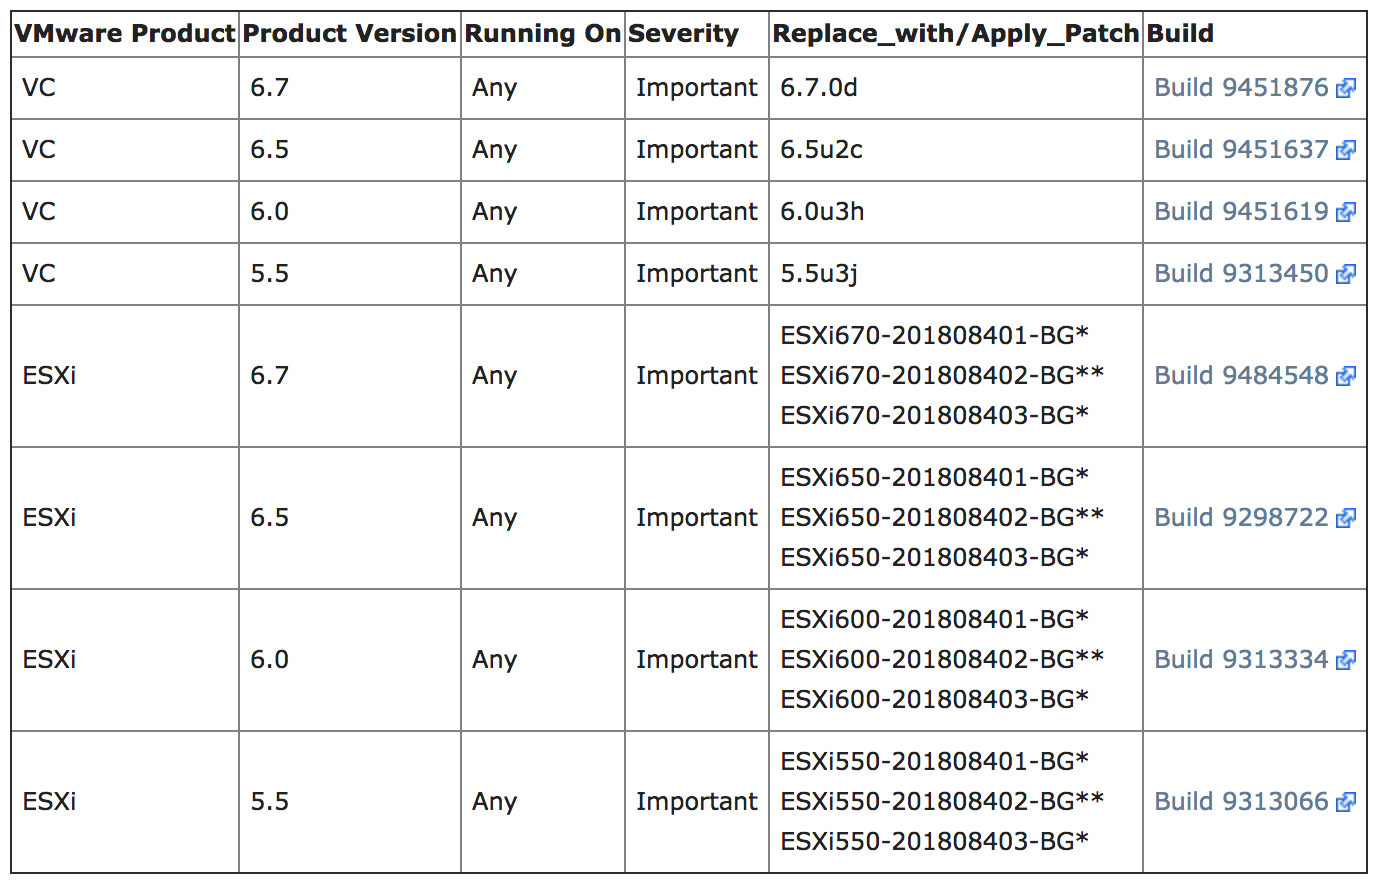 VMware Product Product Version Running On Severity Replace_with/Apply_Patch Build
VC 6.7 Any Important 6.7.0d Build 9451876
VC 6.5 Any Important 6.5u2c Build 9451637
VC 6.0 Any Important 6.0u3h Build 9451619
VC 5.5 Any Important 5.5u3j Build 9313450
ESXi670-201808401-BG*
ESXi 6.7 Any Important ESXi670-201808402-BG** Build 9484548
ESXi670-201808403-BG*
ESXi650-201808401-BG*
ESXi 6.5 Any Important ESXi650-201808402-BG** Build 9298722
ESXi650-201808403-BG*
ESXi600-201808401-BG*
ESXi 6.0 Any Important ESXi600-201808402-BG** Build 9313334
ESXi600-201808403-BG*
ESXi550-201808401-BG*
ESXi 5.5 Any Important ESXi550-201808402-BG** Build 9313066
ESXi550-201808403-BG*